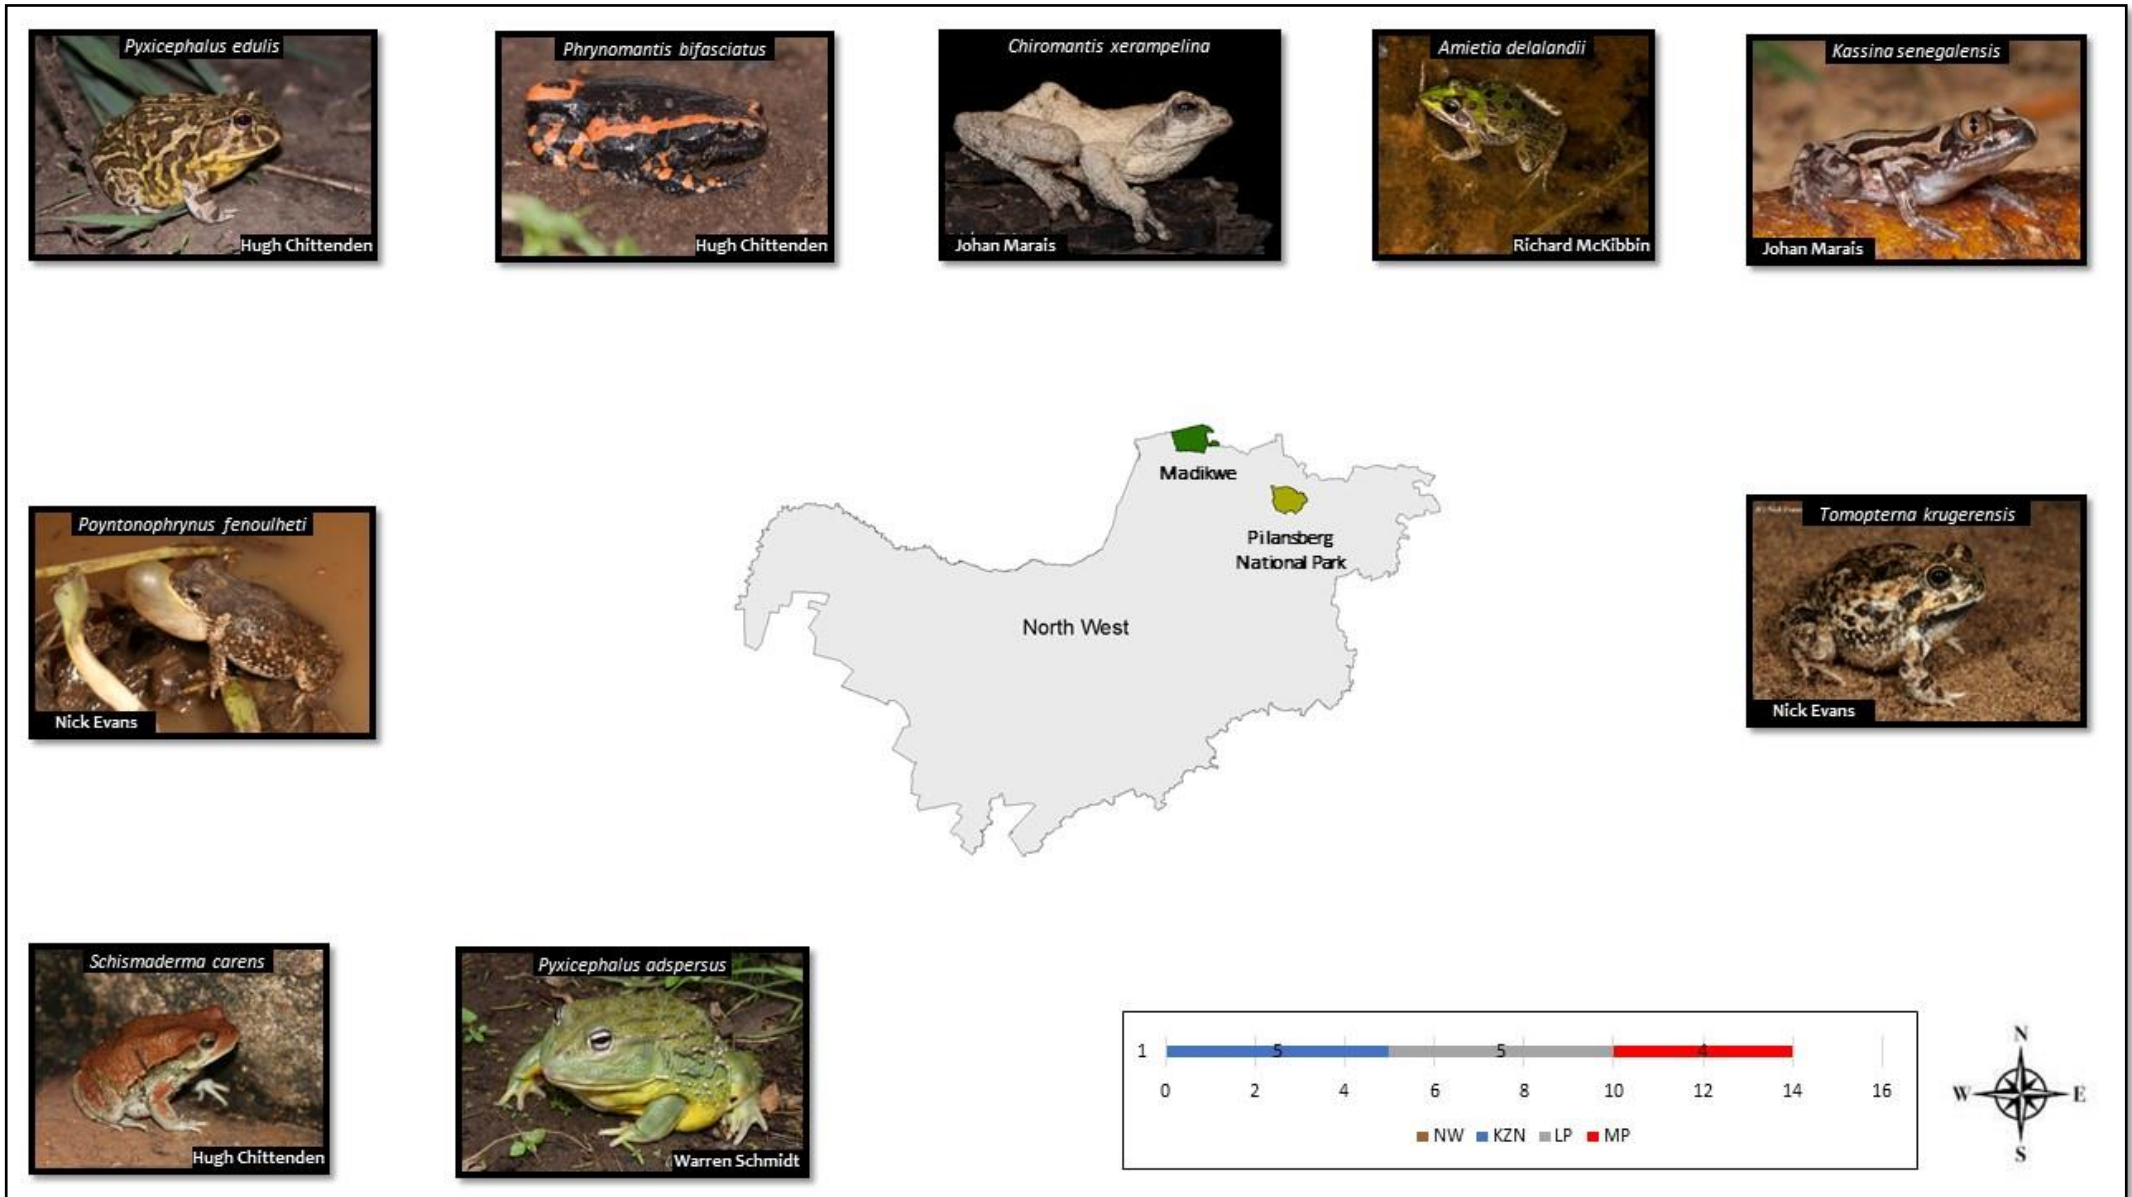 Pyxicephalus edulis
Hugh Chittenden
Phrynomantis bifasciatus
Hugh Chittenden
Chiromantis xerampelina
Johan Marais
Amietia delalandii
Richard McKibbin
Kassina senegalensis
Johan Marais
Poyntonophrynus fenoulheti
Nick Evans
Madikwe
Pilansberg
National Park
North West
Tomopterna krugerensis
Nick Evans
Schismaderma carens
Hugh Chittenden
Pyxicephalus adspersus
Warren Schmidt
1 5 5 4
0 2 4 6 8 10 12 14 16
NW KZN LP MP
N
W E
S